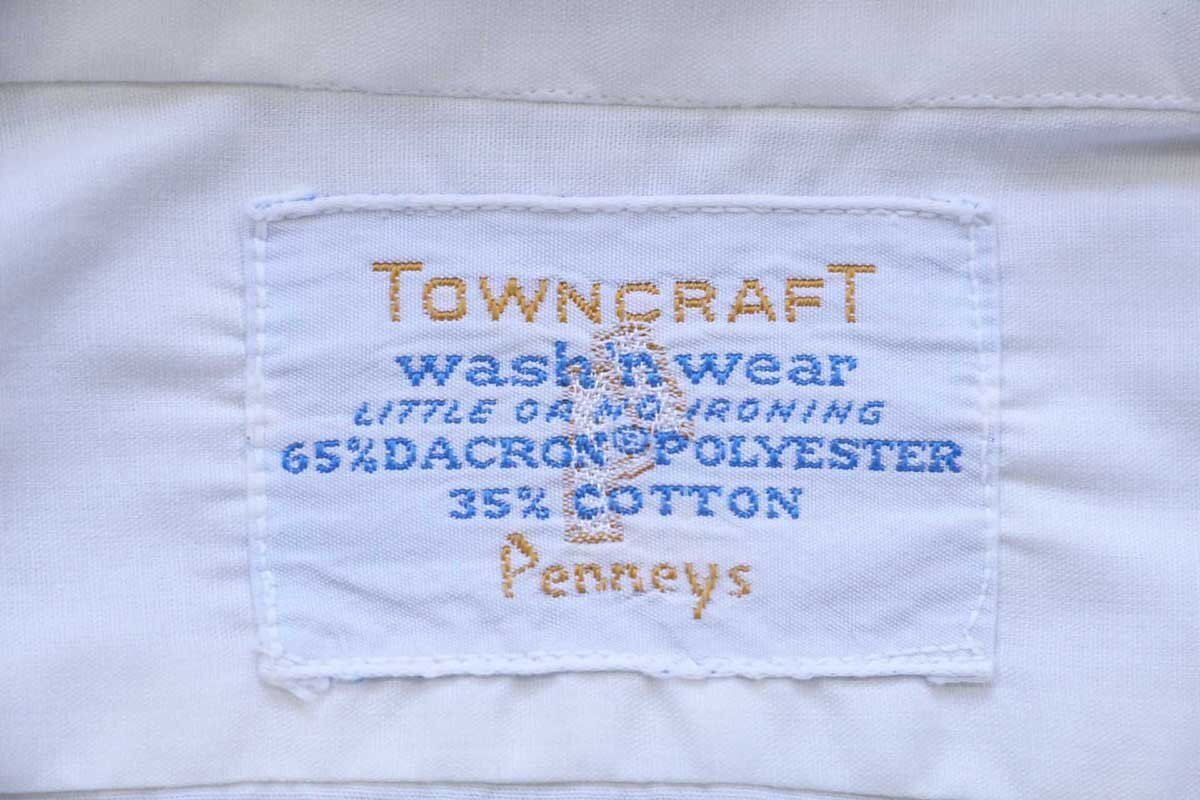 TOWNCRAFT
wash'n wear
LITTLE OR NO IRONING
65% DACRON® POLYESTER
35% COTTON
Penneys